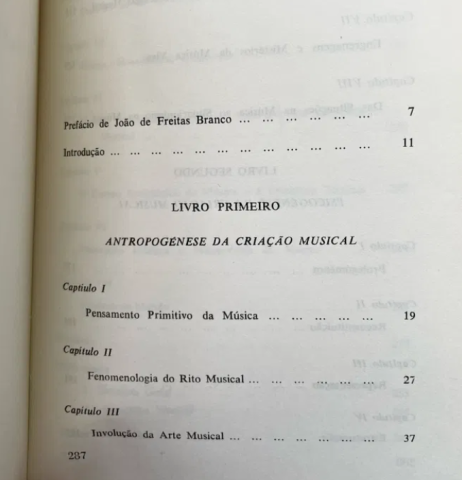 Prefácio de João de Freitas Branco ... ... ... ... ... ... 7
Introdução ... ... ... ... ... ... ... ... ... ... 11
LIVRO PRIMEIRO
ANTROPOGÉNESE DA CRIAÇÃO MUSICAL
Capítulo I
Pensamento Primitivo da Música ... ... ... ... ... 19
Capítulo II
Fenomenologia do Rito Musical ... ... ... ... ... ... 27
Capítulo III
Involução da Arte Musical ... ... ... ... ... ... ... 37
287